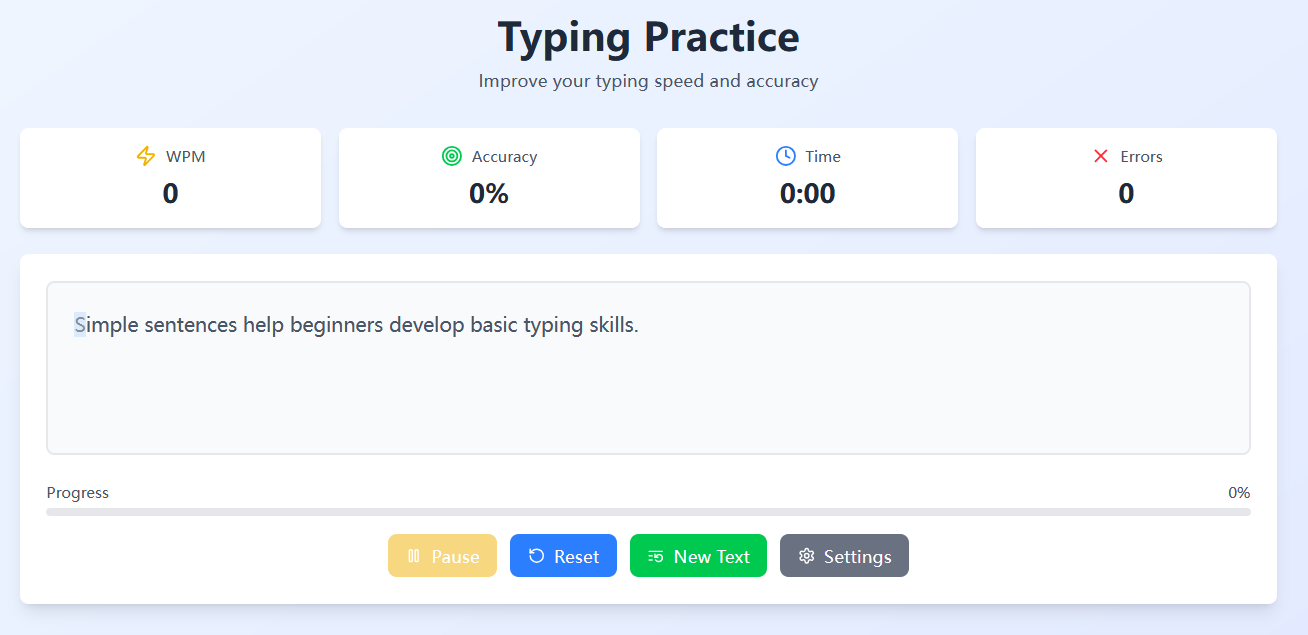 Typing Practice
Improve your typing speed and accuracy
WPM
0
Accuracy
0%
Time
0:00
Errors
0
Simple sentences help beginners develop basic typing skills.
Progress
0%
Pause
Reset
New Text
Settings